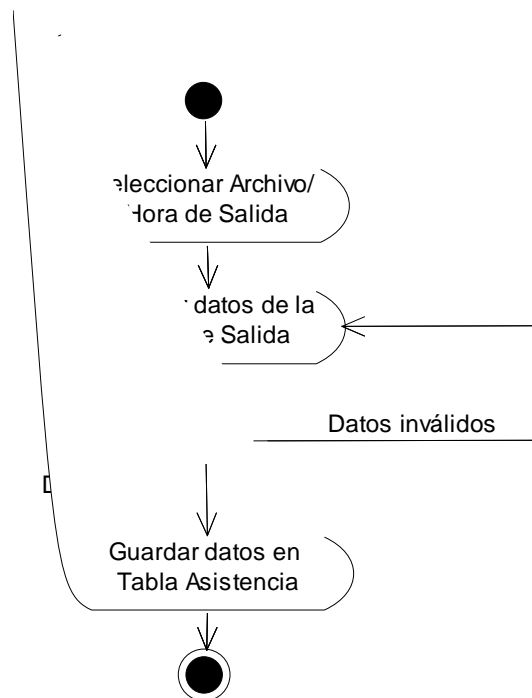 eleccionar Archivo/
Hora de Salida
datos de la
e Salida
Datos inválidos
D
Guardar datos en
Tabla Asistencia